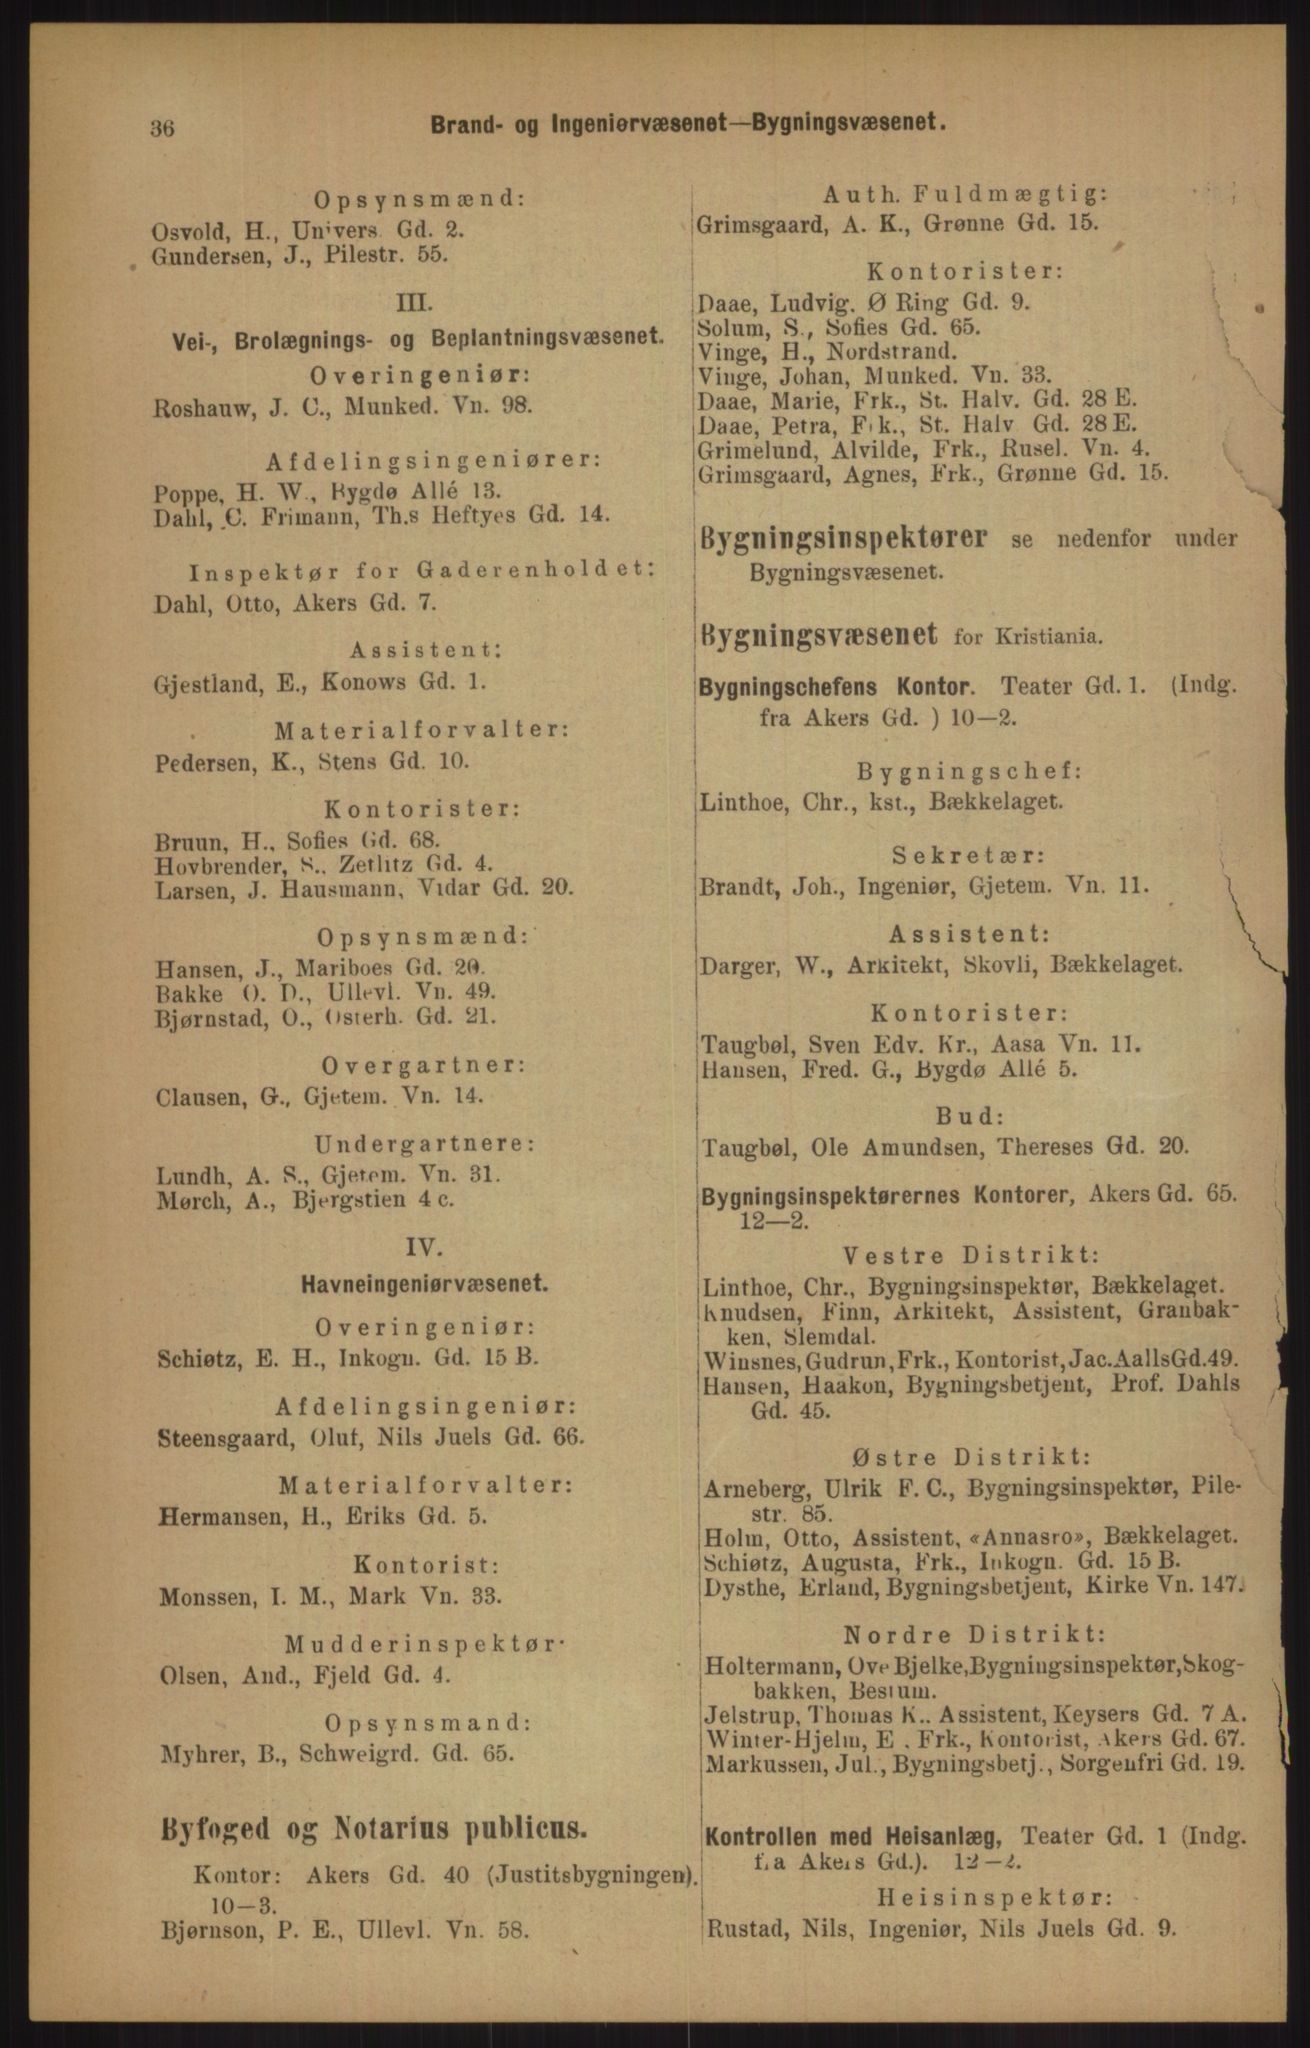 36
Brand- og Ingeniørvæsenet—Bygningsvæsenet.
Opsynsmænd:
Osvold, H., Univers Gd. 2.
Gundersen, J., Pilestr. 55.
III.
Vei-, Brolægnings- og Beplantningsvæsenet.
Overingeniør:
Roshauw, J. C., Munked. Vn. 98.
Afdelingsingeniører:
Poppe, H. W., Bygdø Allé 13.
Dahl, C. Frimann, Th.s Heftyes Gd. 14.
Inspektør for Gaderenholdet:
Dahl, Otto, Akers Gd. 7.
Assistent:
Gjestland, E., Konows Gd. 1.
Materialforvalter:
Pedersen, K., Stens Gd. 10.
Kontorister:
Bruun, H., Sofies Gd. 68.
Hovbrender, S., Zetlitz Gd. 4.
Larsen, J. Hausmann, Vidar Gd. 20.
Opsynsmænd:
Hansen, J., Mariboes Gd. 20.
Bakke O. D., Ullevl. Vn. 49.
Bjørnstad, O., Osterh. Gd. 21.
Overgartner:
Clausen, G., Gjetem. Vn. 14.
Undergartnere:
Lundh, A. S., Gjetem. Vn. 31.
Mørch, A., Bjergstien 4 c.
IV.
Havneingeniørvæsenet.
Overingeniør:
Schiøtz, E. H., Inkogn. Gd. 15 B.
Afdelingsingeniør:
Steensgaard, Oluf, Nils Juels Gd. 66.
Materialforvalter:
Hermansen, H., Eriks Gd. 5.
Kontorist:
Monssen, I. M., Mark Vn. 33.
Mudderinspektør·
Olsen, And., Fjeld Gd. 4.
Opsynsmand:
Myhrer, B., Schweigrd. Gd. 65.
Byfoged og Notarius publicus.
Kontor: Akers Gd. 40 (Justitsbygningen).
10—3.
Bjørnson, P. E., Ullevl. Vn. 58.
Auth. Fuldmægtig:
Grimsgaard, A. K., Grønne Gd. 15.
Kontorister:
Daae, Ludvig. Ø Ring Gd. 9.
Solum, S., Sofies Gd. 65.
Vinge, H., Nordstrand.
Vinge, Johan, Munked. Vn. 33.
Daae, Marie, Frk., St. Halv. Gd. 28 E.
Daae, Petra, Frk., St. Halv Gd. 28 E.
Grimelund, Alvilde, Frk., Rusel. Vn. 4.
Grimsgaard, Agnes, Frk., Grønne Gd. 15.
Bygningsinspektører se nedenfor under
Bygningsvæsenet.
Bygningsvæsenet for Kristiania.
Bygningschefens Kontor. Teater Gd. 1. (Indg.
fra Akers Gd. ) 10—2.
Bygningschef:
Linthoe, Chr., kst., Bækkelaget.
Sekretær:
Brandt, Joh., Ingeniør, Gjetem. Vn. 11.
Assistent:
Darger, W., Arkitekt, Skovli, Bækkelaget.
Kontorister:
Taugbøl, Sven Edv. Kr., Aasa Vn. 11.
Hansen, Fred. G., Bygdø Allé 5.
Bud:
Taugbøl, Ole Amundsen, Thereses Gd. 20.
Bygningsinspektørernes Kontorer, Akers Gd. 65.
12—2.
Vestre Distrikt:
Linthoe, Chr., Bygningsinspektør, Bækkelaget.
Knudsen, Finn, Arkitekt, Assistent, Granbak-
ken, Slemdal.
Winsnes, Gudrun, Frk., Kontorist, Jac. Aalls Gd. 49.
Hansen, Haakon, Bygningsbetjent, Prof. Dahls
Gd. 45.
Østre Distrikt:
Arneberg, Ulrik F. C., Bygningsinspektør, Pile-
str. 85.
Holm, Otto, Assistent, «Annasro», Bækkelaget.
Schiøtz, Augusta, Frk., Inkogn. Gd. 15 B.
Dysthe, Erland, Bygningsbetjent, Kirke Vn. 147.
Nordre Distrikt:
Holtermann, Ove Bjelke, Bygningsinspektør, Skog-
bakken, Bestum.
Jelstrup, Thomas K.. Assistent, Keysers Gd. 7 A.
Winter-Hjelm, E. Frk., Kontorist, Akers Gd. 67.
Markussen, Jul., Bygningsbetj., Sorgenfri Gd. 19.
Kontrollen med Heisanlæg, Teater Gd. 1 (Indg.
fra Akers Gd.). 12—2.
Heisinspektør:
Rustad, Nils, Ingeniør, Nils Juels Gd. 9.